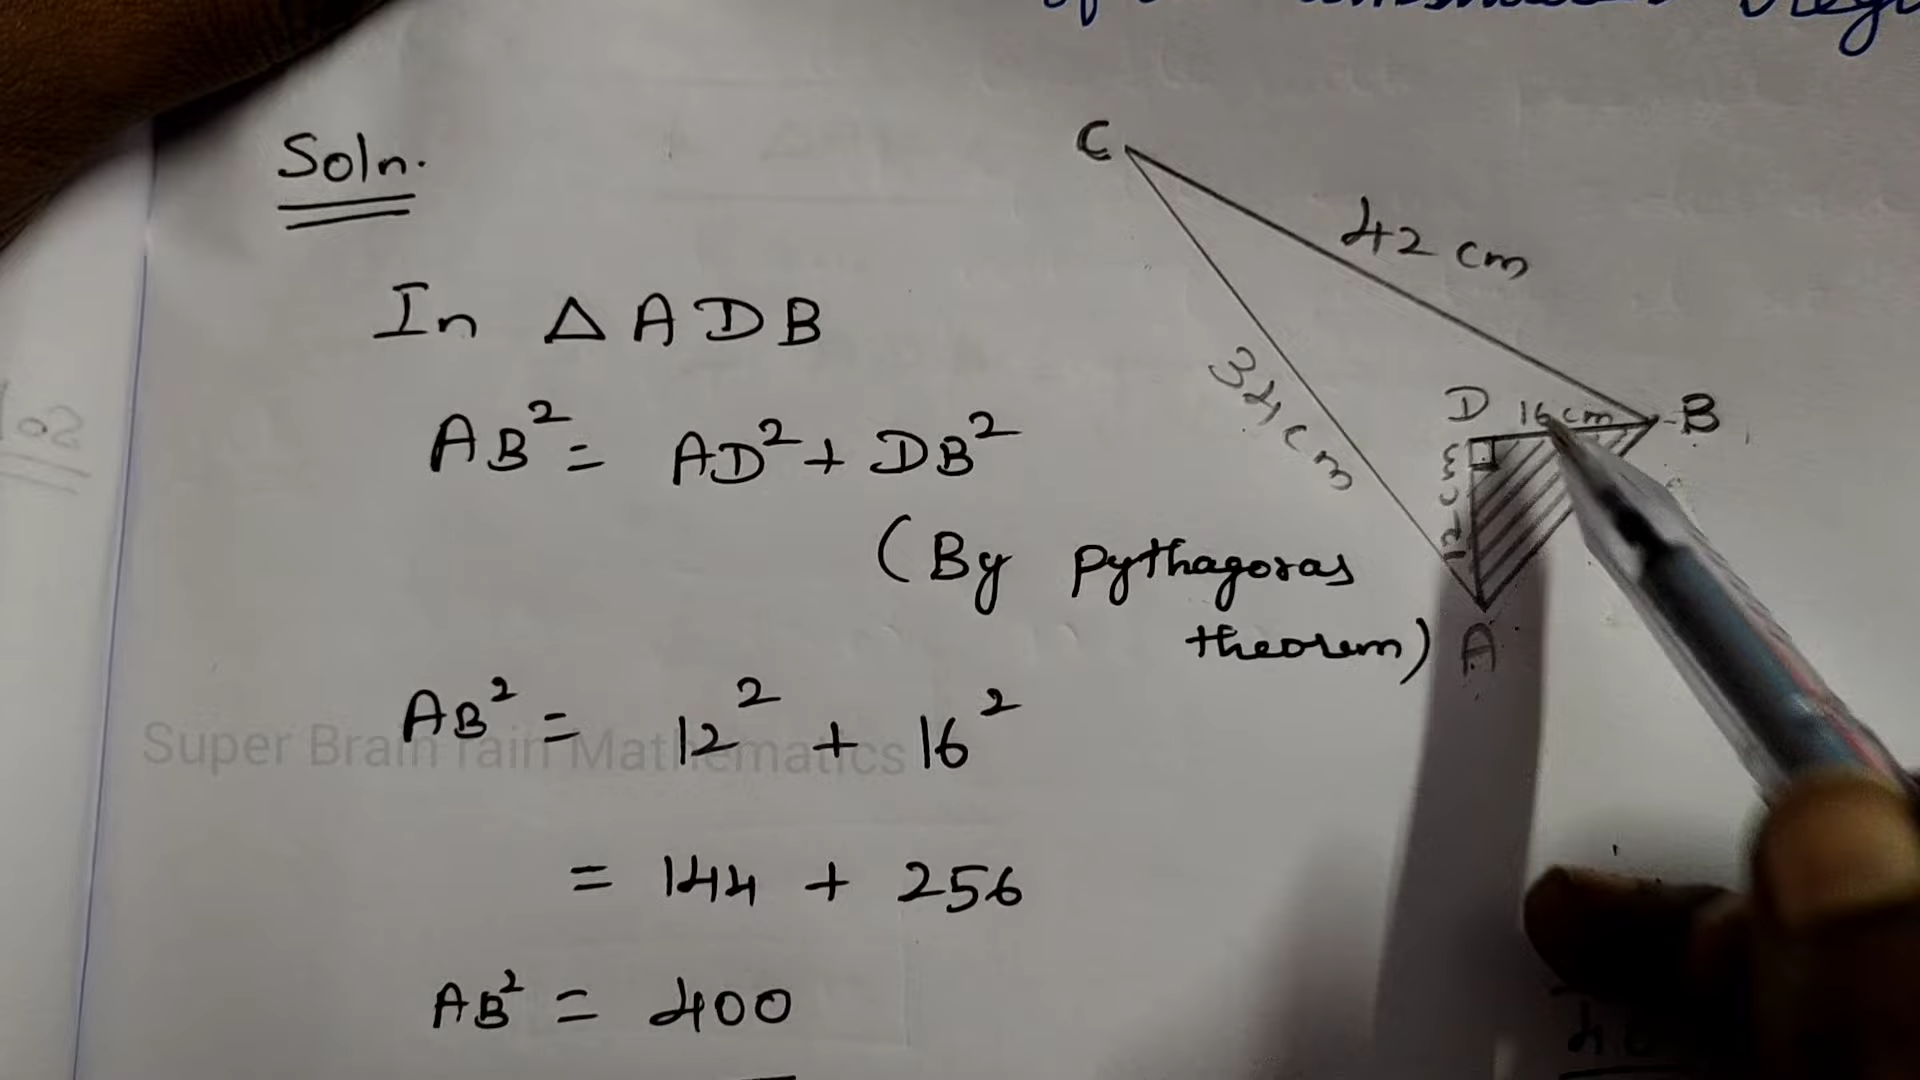 Soln.
In △ADB
AB² = AD² + DB²
(By Pythagoras
theorem)
AB² = 12² + 16²
= 144 + 256
AB² = 400
C
42 cm
34 cm
D 16 cm B
12 cm
A
Super Brain Mathematics